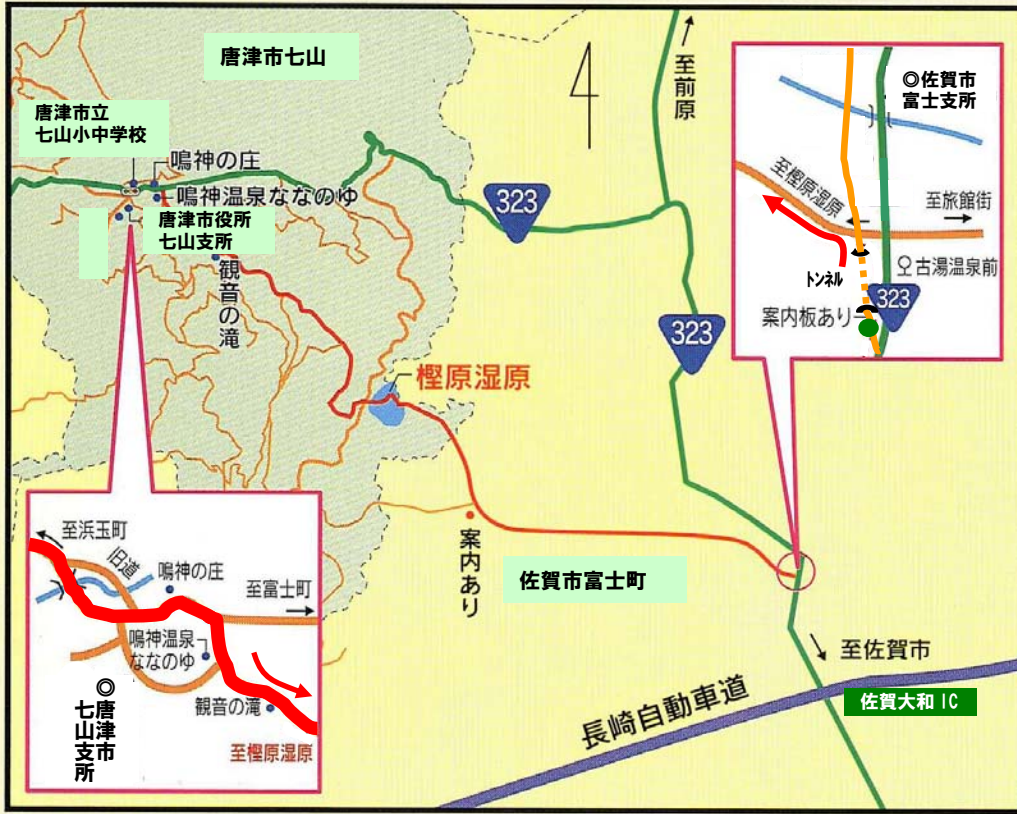 唐津市七山
唐津市立
七山小中学校
鳴神の庄
鳴神温泉ななのゆ
唐津市役所
七山支所
観音の滝
樫原湿原
至前原
323
323
案内あり
佐賀市富士町
至佐賀市
長崎自動車道
佐賀大和 IC
◎佐賀市
富士支所
至樫原湿原
至旅館街
トンネル
古湯温泉前
案内板あり
323
至浜玉町
旧道
鳴神の庄
至富士町
鳴神温泉
ななのゆ
観音の滝
◎唐津市
七山支所
至樫原湿原